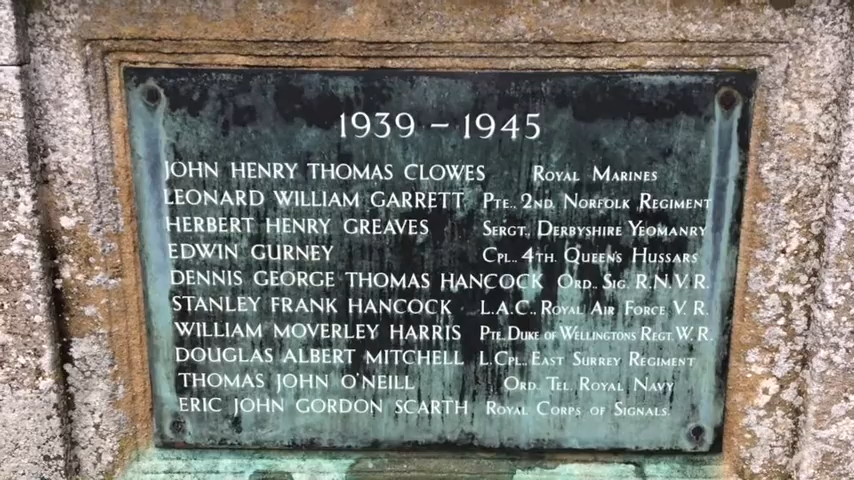 1939 – 1945
JOHN HENRY THOMAS CLOWES ROYAL MARINES
LEONARD WILLIAM GARRETT PTE., 2ND. NORFOLK REGIMENT
HERBERT HENRY GREAVES SERGT., DERBYSHIRE YEOMANRY
EDWIN GURNEY CPL., 4TH. QUEEN'S HUSSARS
DENNIS GEORGE THOMAS HANCOCK ORD. SIG. R.N.V.R.
STANLEY FRANK HANCOCK L.A.C., ROYAL AIR FORCE V. R.
WILLIAM MOVERLEY HARRIS PTE. DUKE OF WELLINGTONS REGT. W. R.
DOUGLAS ALBERT MITCHELL L.CPL., EAST SURREY REGIMENT
THOMAS JOHN O'NEILL ORD. TEL. ROYAL NAVY
ERIC JOHN GORDON SCARTH ROYAL CORPS OF SIGNALS.